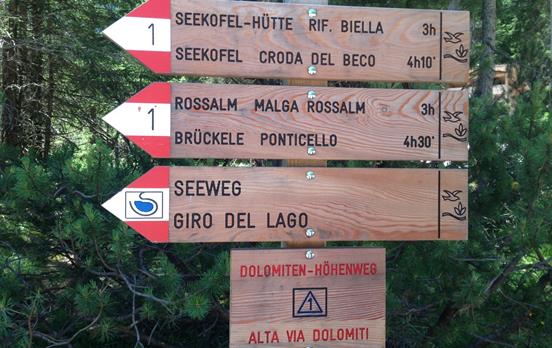 1 SEEKOFEL-HÜTTE RIF. BIELLA 3h
SEEKOFEL CRODA DEL BECO 4h10'
1 ROSSALM MALGA ROSSALM 3h
BRÜCKELE PONTICELLO 4h30'
SEEWEG
GIRO DEL LAGO
DOLOMITEN-HÖHENWEG
1
ALTA VIA DOLOMITI